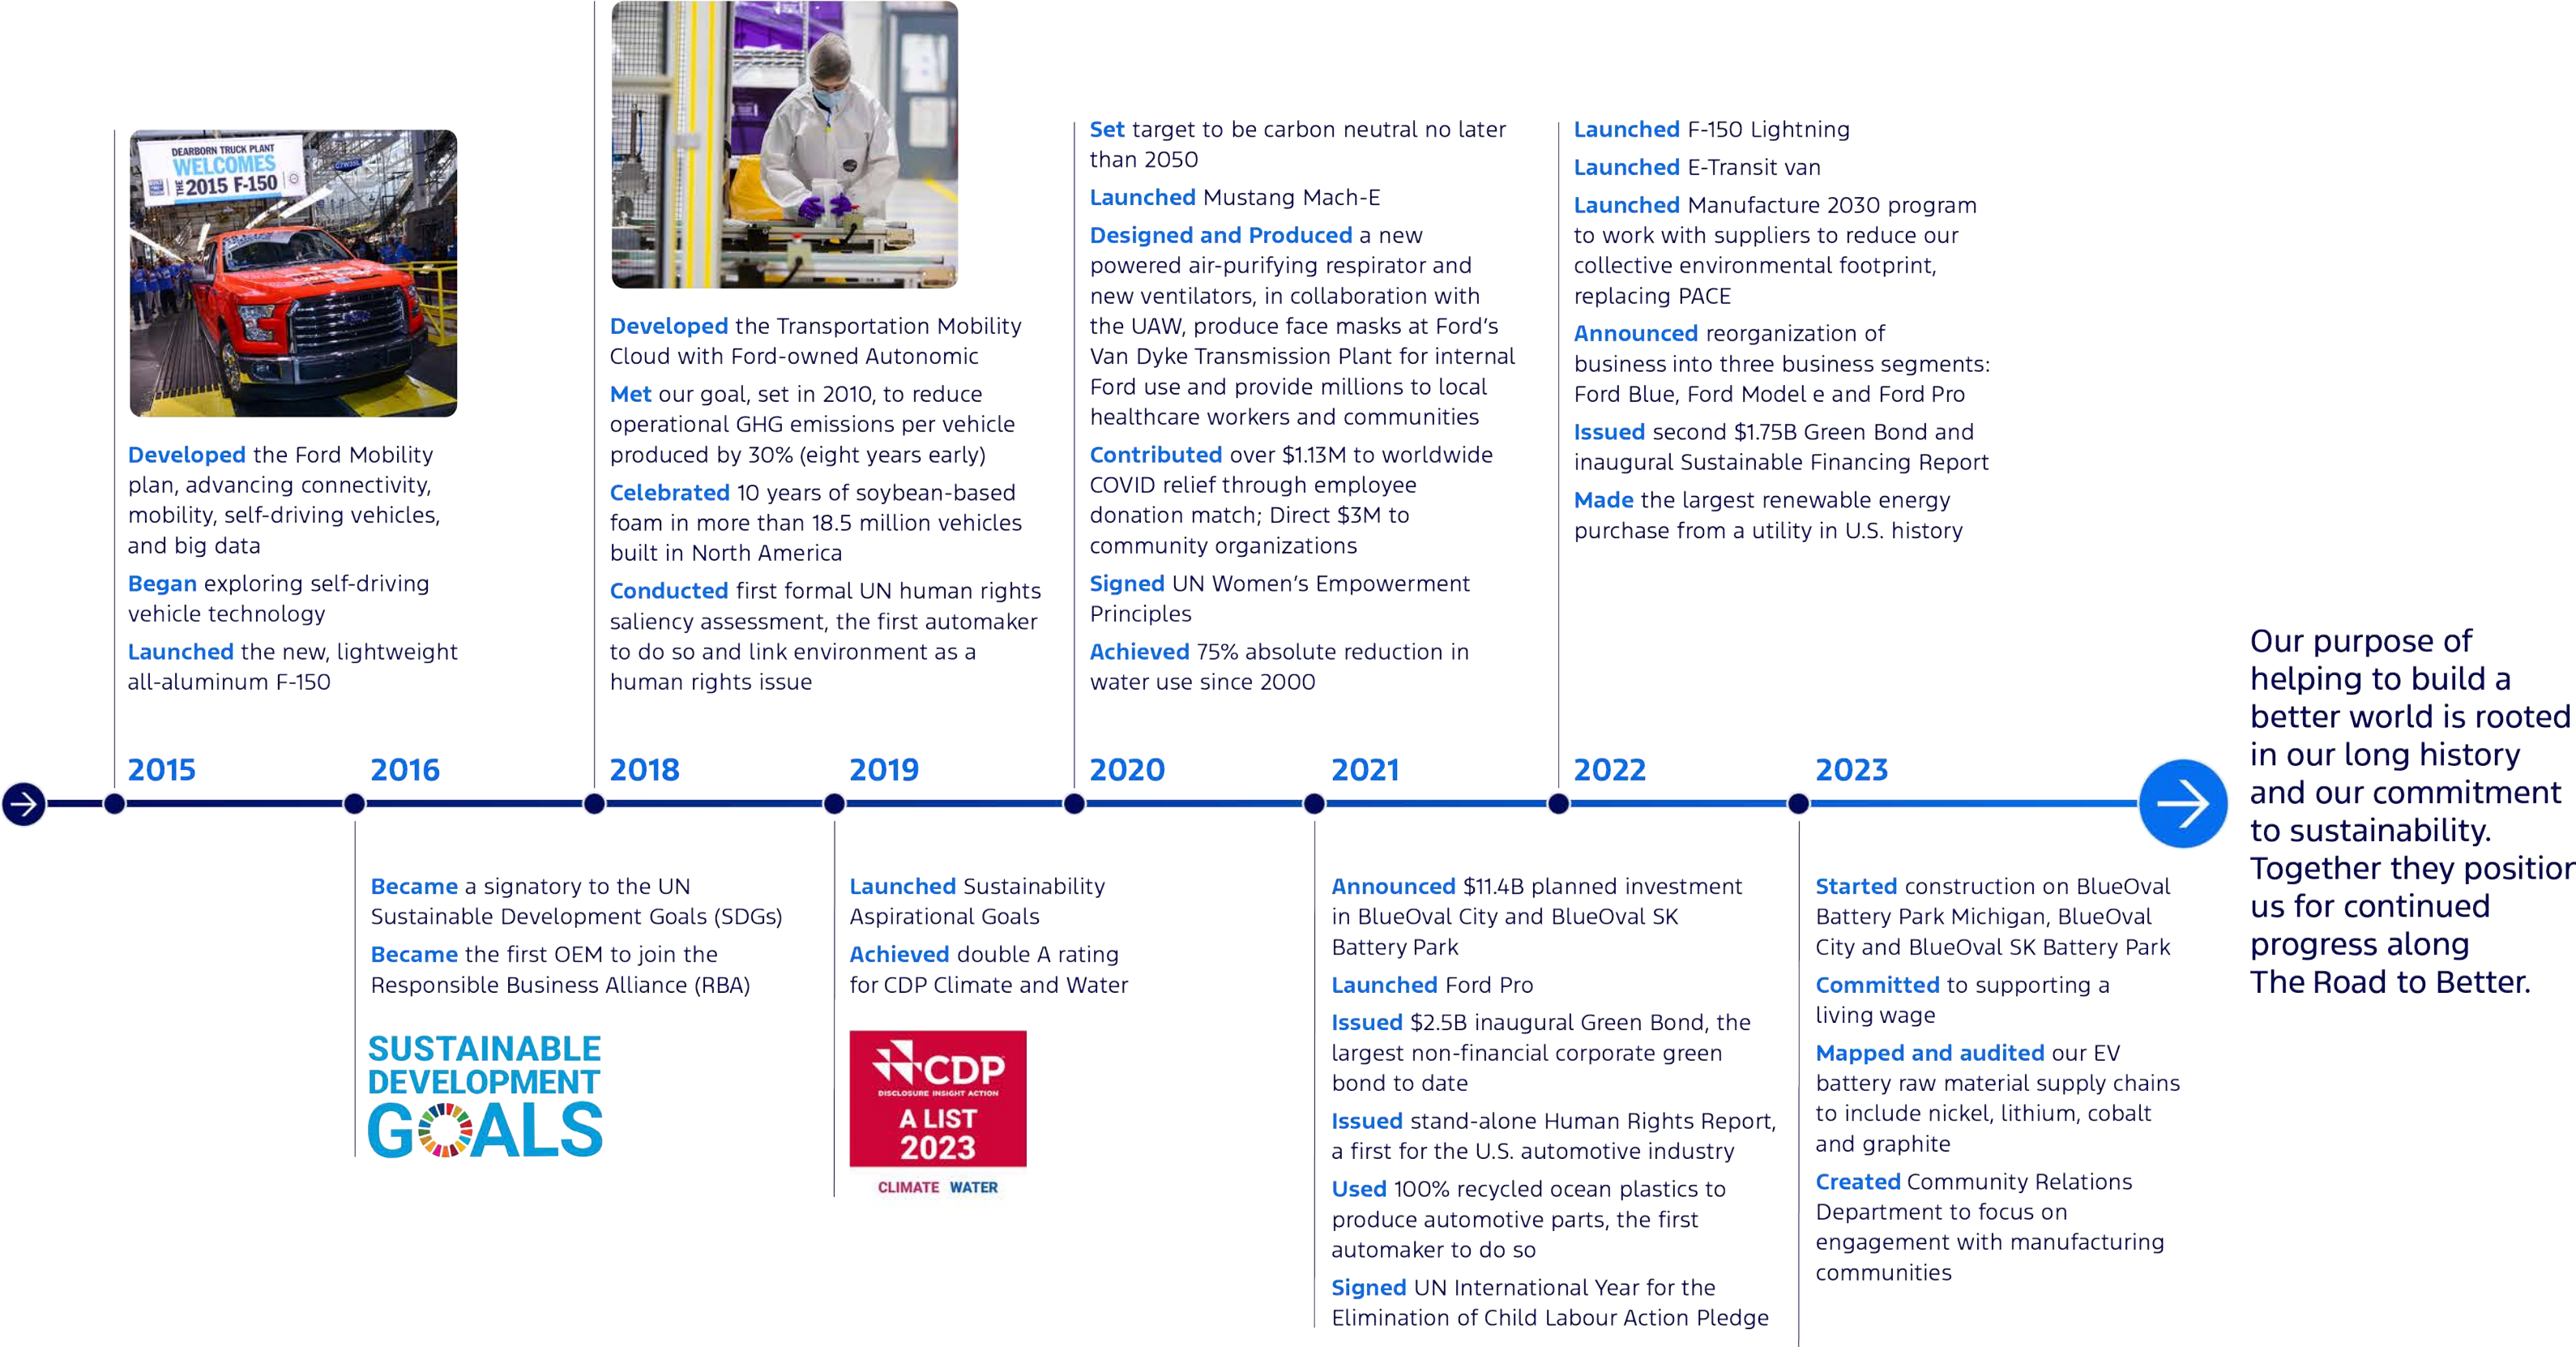 DEARBORN TRUCK PLANT
WELCOMES
THE 2015 F-150
Developed the Ford Mobility
plan, advancing connectivity,
mobility, self-driving vehicles,
and big data
Began exploring self-driving
vehicle technology
Launched the new, lightweight
all-aluminum F-150
2015
2016
Became a signatory to the UN
Sustainable Development Goals (SDGs)
Became the first OEM to join the
Responsible Business Alliance (RBA)
SUSTAINABLE
DEVELOPMENT
GOALS
Developed the Transportation Mobility
Cloud with Ford-owned Autonomic
Met our goal, set in 2010, to reduce
operational GHG emissions per vehicle
produced by 30% (eight years early)
Celebrated 10 years of soybean-based
foam in more than 18.5 million vehicles
built in North America
Conducted first formal UN human rights
saliency assessment, the first automaker
to do so and link environment as a
human rights issue
2018
2019
Launched Sustainability
Aspirational Goals
Achieved double A rating
for CDP Climate and Water
CDP
DISCLOSURE INSIGHT ACTION
A LIST
2023
CLIMATE WATER
Set target to be carbon neutral no later
than 2050
Launched Mustang Mach-E
Designed and Produced a new
powered air-purifying respirator and
new ventilators, in collaboration with
the UAW, produce face masks at Ford's
Van Dyke Transmission Plant for internal
Ford use and provide millions to local
healthcare workers and communities
Contributed over $1.13M to worldwide
COVID relief through employee
donation match; Direct $3M to
community organizations
Signed UN Women's Empowerment
Principles
Achieved 75% absolute reduction in
water use since 2000
2020
2021
Announced $11.4B planned investment
in BlueOval City and BlueOval SK
Battery Park
Launched Ford Pro
Issued $2.5B inaugural Green Bond, the
largest non-financial corporate green
bond to date
Issued stand-alone Human Rights Report,
a first for the U.S. automotive industry
Used 100% recycled ocean plastics to
produce automotive parts, the first
automaker to do so
Signed UN International Year for the
Elimination of Child Labour Action Pledge
Launched F-150 Lightning
Launched E-Transit van
Launched Manufacture 2030 program
to work with suppliers to reduce our
collective environmental footprint,
replacing PACE
Announced reorganization of
business into three business segments:
Ford Blue, Ford Model e and Ford Pro
Issued second $1.75B Green Bond and
inaugural Sustainable Financing Report
Made the largest renewable energy
purchase from a utility in U.S. history
2022
2023
Started construction on BlueOval
Battery Park Michigan, BlueOval
City and BlueOval SK Battery Park
Committed to supporting a
living wage
Mapped and audited our EV
battery raw material supply chains
to include nickel, lithium, cobalt
and graphite
Created Community Relations
Department to focus on
engagement with manufacturing
communities
Our purpose of
helping to build a
better world is rooted
in our long history
and our commitment
to sustainability.
Together they position
us for continued
progress along
The Road to Better.